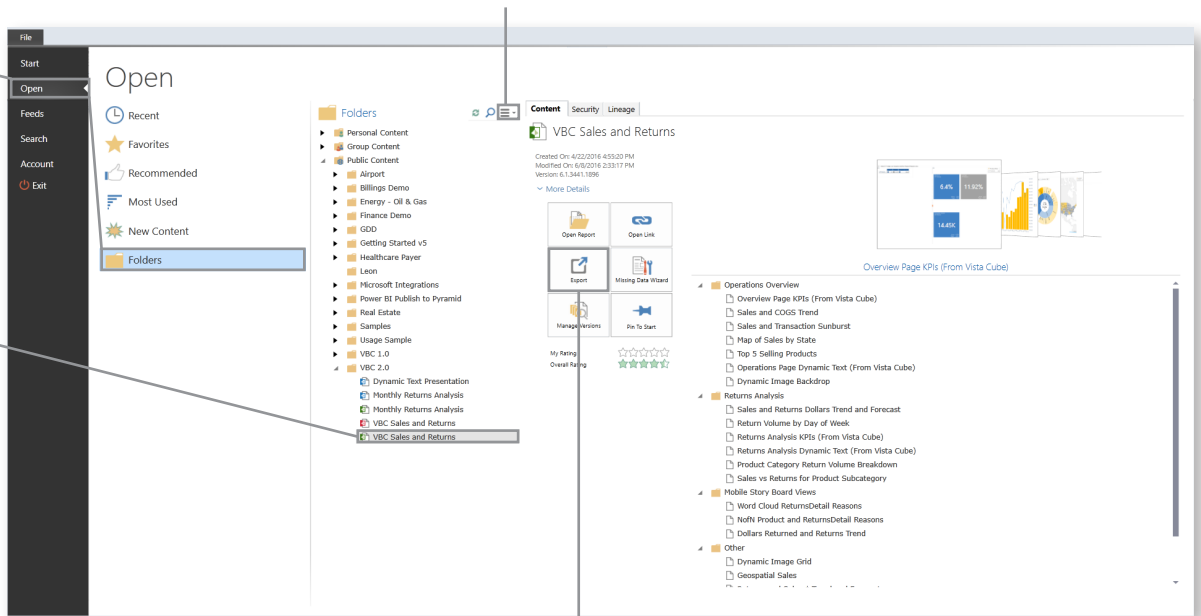 File
Start
Open
Feeds
Search
Account
Exit
Open
Recent
Favorites
Recommended
Most Used
New Content
Folders
Folders
Personal Content
Group Content
Public Content
Airport
Billings Demo
Energy - Oil & Gas
Finance Demo
GDD
Getting Started v5
Healthcare Payer
Leon
Microsoft Integrations
Power BI Publish to Pyramid
Real Estate
Samples
Usage Sample
VBC 1.0
VBC 2.0
Dynamic Text Presentation
Monthly Returns Analysis
Monthly Returns Analysis
VBC Sales and Returns
VBC Sales and Returns
Content Security Lineage
VBC Sales and Returns
Created On: 4/22/2016 4:55:20 PM
Modified On: 6/8/2016 2:33:17 PM
Version: 6.1.3441.1896
More Details
Open Report Open Link
Export Missing Data Wizard
Manage Versions Pin To Start
My Rating
Overall Rating
6.4% 11.92%
14.45K
Overview Page KPIs (From Vista Cube)
Operations Overview
Overview Page KPIs (From Vista Cube)
Sales and COGS Trend
Sales and Transaction Sunburst
Map of Sales by State
Top 5 Selling Products
Operations Page Dynamic Text (From Vista Cube)
Dynamic Image Backdrop
Returns Analysis
Sales and Returns Dollars Trend and Forecast
Return Volume by Day of Week
Returns Analysis KPIs (From Vista Cube)
Returns Analysis Dynamic Text (From Vista Cube)
Product Category Return Volume Breakdown
Sales vs Returns for Product Subcategory
Mobile Story Board Views
Word Cloud ReturnsDetail Reasons
NofN Product and ReturnsDetail Reasons
Dollars Returned and Returns Trend
Other
Dynamic Image Grid
Geospatial Sales